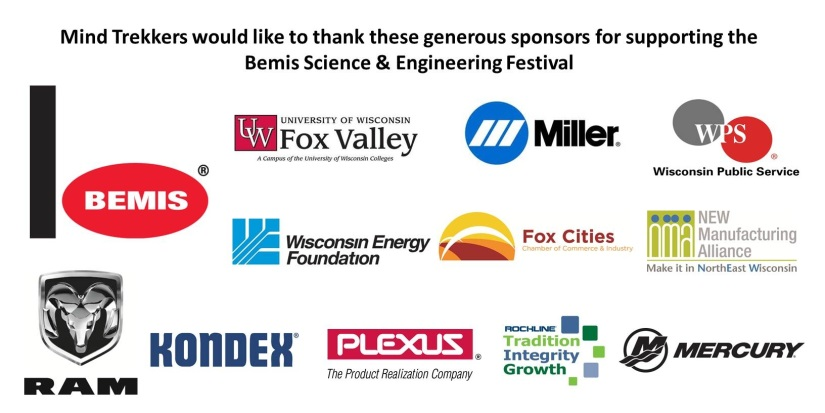 Mind Trekkers would like to thank these generous sponsors for supporting the
Bemis Science & Engineering Festival
BEMIS®
UW
UNIVERSITY OF WISCONSIN
Fox Valley
A Campus of the University of Wisconsin Colleges
Miller®
WPS®
Wisconsin Public Service
Wisconsin Energy
Foundation
Fox Cities
Chamber of Commerce & Industry
nma
NEW
Manufacturing
Alliance
Make it in NorthEast Wisconsin
RAM
KONDEX®
PLEXUS®
The Product Realization Company
ROCHLINE
Tradition
Integrity
Growth
MERCURY